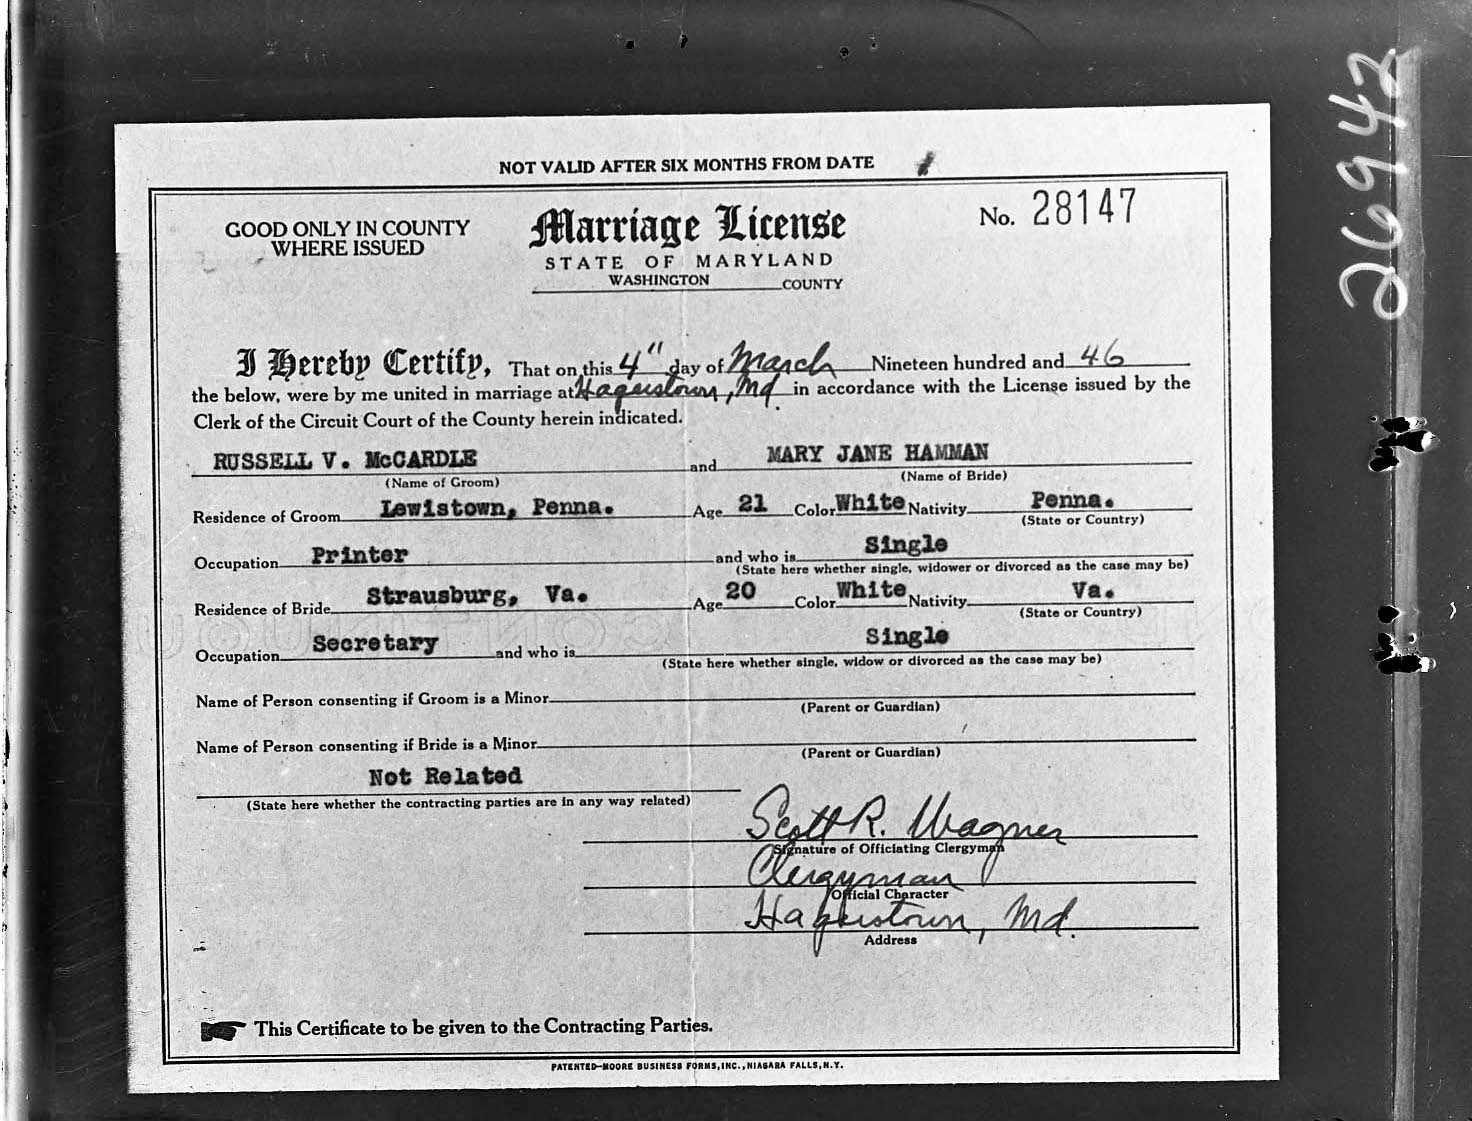 NOT VALID AFTER SIX MONTHS FROM DATE
GOOD ONLY IN COUNTY
WHERE ISSUED
Marriage License
STATE OF MARYLAND
WASHINGTON COUNTY
No. 28147
I Hereby Certify, That on this 4" day of March Nineteen hundred and 46
the below, were by me united in marriage at Hagerstown, Md. in accordance with the License issued by the
Clerk of the Circuit Court of the County herein indicated.
RUSSELL V. McCARDLE and MARY JANE HAMMAN
(Name of Groom) (Name of Bride)
Residence of Groom Lewistown, Penna. Age 21 Color White Nativity Penna.
(State or Country)
Occupation Printer and who is Single
(State here whether single, widower or divorced as the case may be)
Residence of Bride Strausburg, Va. Age 20 Color White Nativity Va.
(State or Country)
Occupation Secretary and who is Single
(State here whether single, widow or divorced as the case may be)
Name of Person consenting if Groom is a Minor
(Parent or Guardian)
Name of Person consenting if Bride is a Minor
(Parent or Guardian)
Not Related
(State here whether the contracting parties are in any way related)
Scott R. Wagner
Signature of Officiating Clergyman
Clergyman
Official Character
Hagerstown, Md.
Address
This Certificate to be given to the Contracting Parties.
PATENTED—MOORE BUSINESS FORMS, INC., NIAGARA FALLS, N.Y.
26942